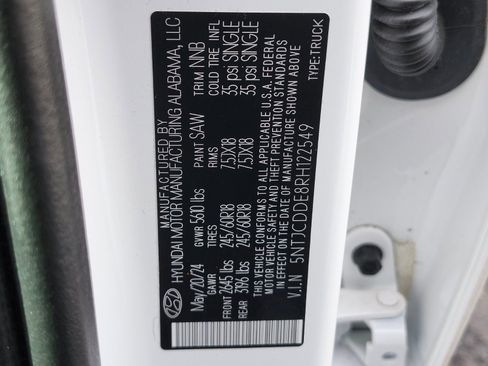 MANUFACTURED BY
HYUNDAI MOTOR MANUFACTURING ALABAMA, LLC
May/20/24 GVWR 5610 lbs PAINT SAW TRIM NNB
GAWR TIRES RIMS COLD TIRE INFL
FRONT 2645 lbs 245/60R18 7.5JX18 35 psi SINGLE
REAR 3196 lbs 245/60R18 7.5JX18 35 psi SINGLE
THIS VEHICLE CONFORMS TO ALL APPLICABLE U.S.A. FEDERAL
MOTOR VEHICLE SAFETY AND THEFT PREVENTION STANDARDS
IN EFFECT ON THE DATE OF MANUFACTURE SHOWN ABOVE
V.I.N 5NTJCDDE8RH122549 TYPE:TRUCK